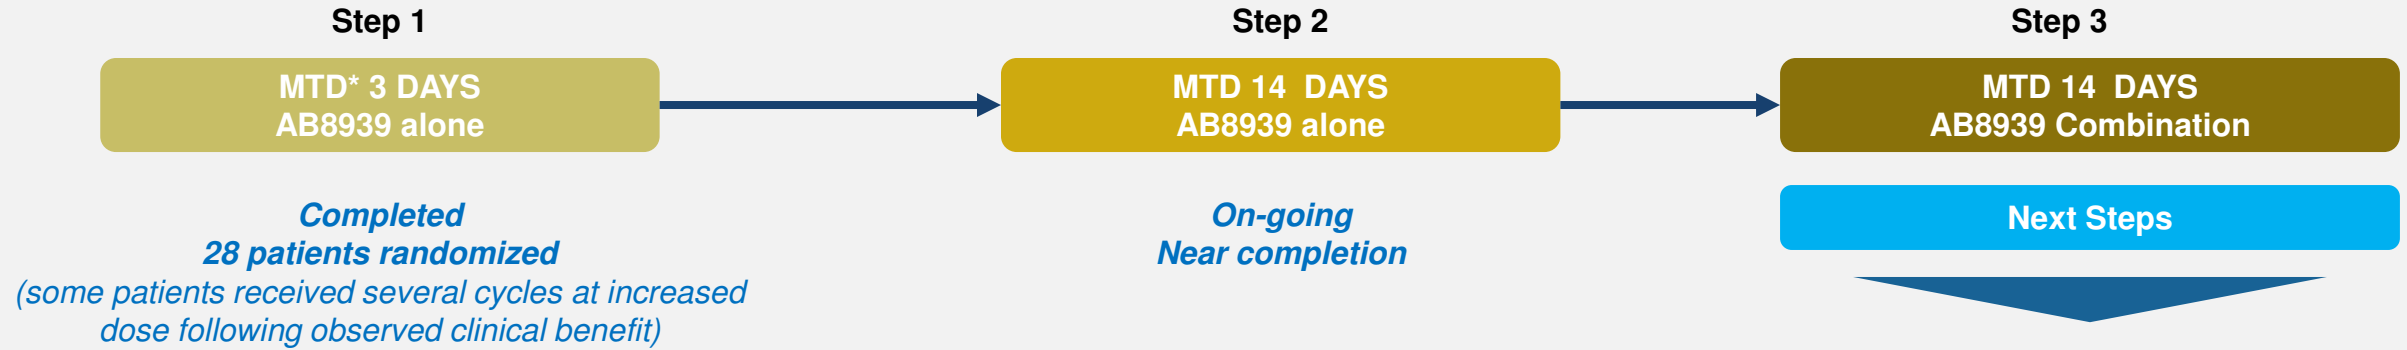 Step 1
MTD* 3 DAYS
AB8939 alone
Completed
28 patients randomized
(some patients received several cycles at increased
dose following observed clinical benefit)
Step 2
MTD 14 DAYS
AB8939 alone
On-going
Near completion
Step 3
MTD 14 DAYS
AB8939 Combination
Next Steps